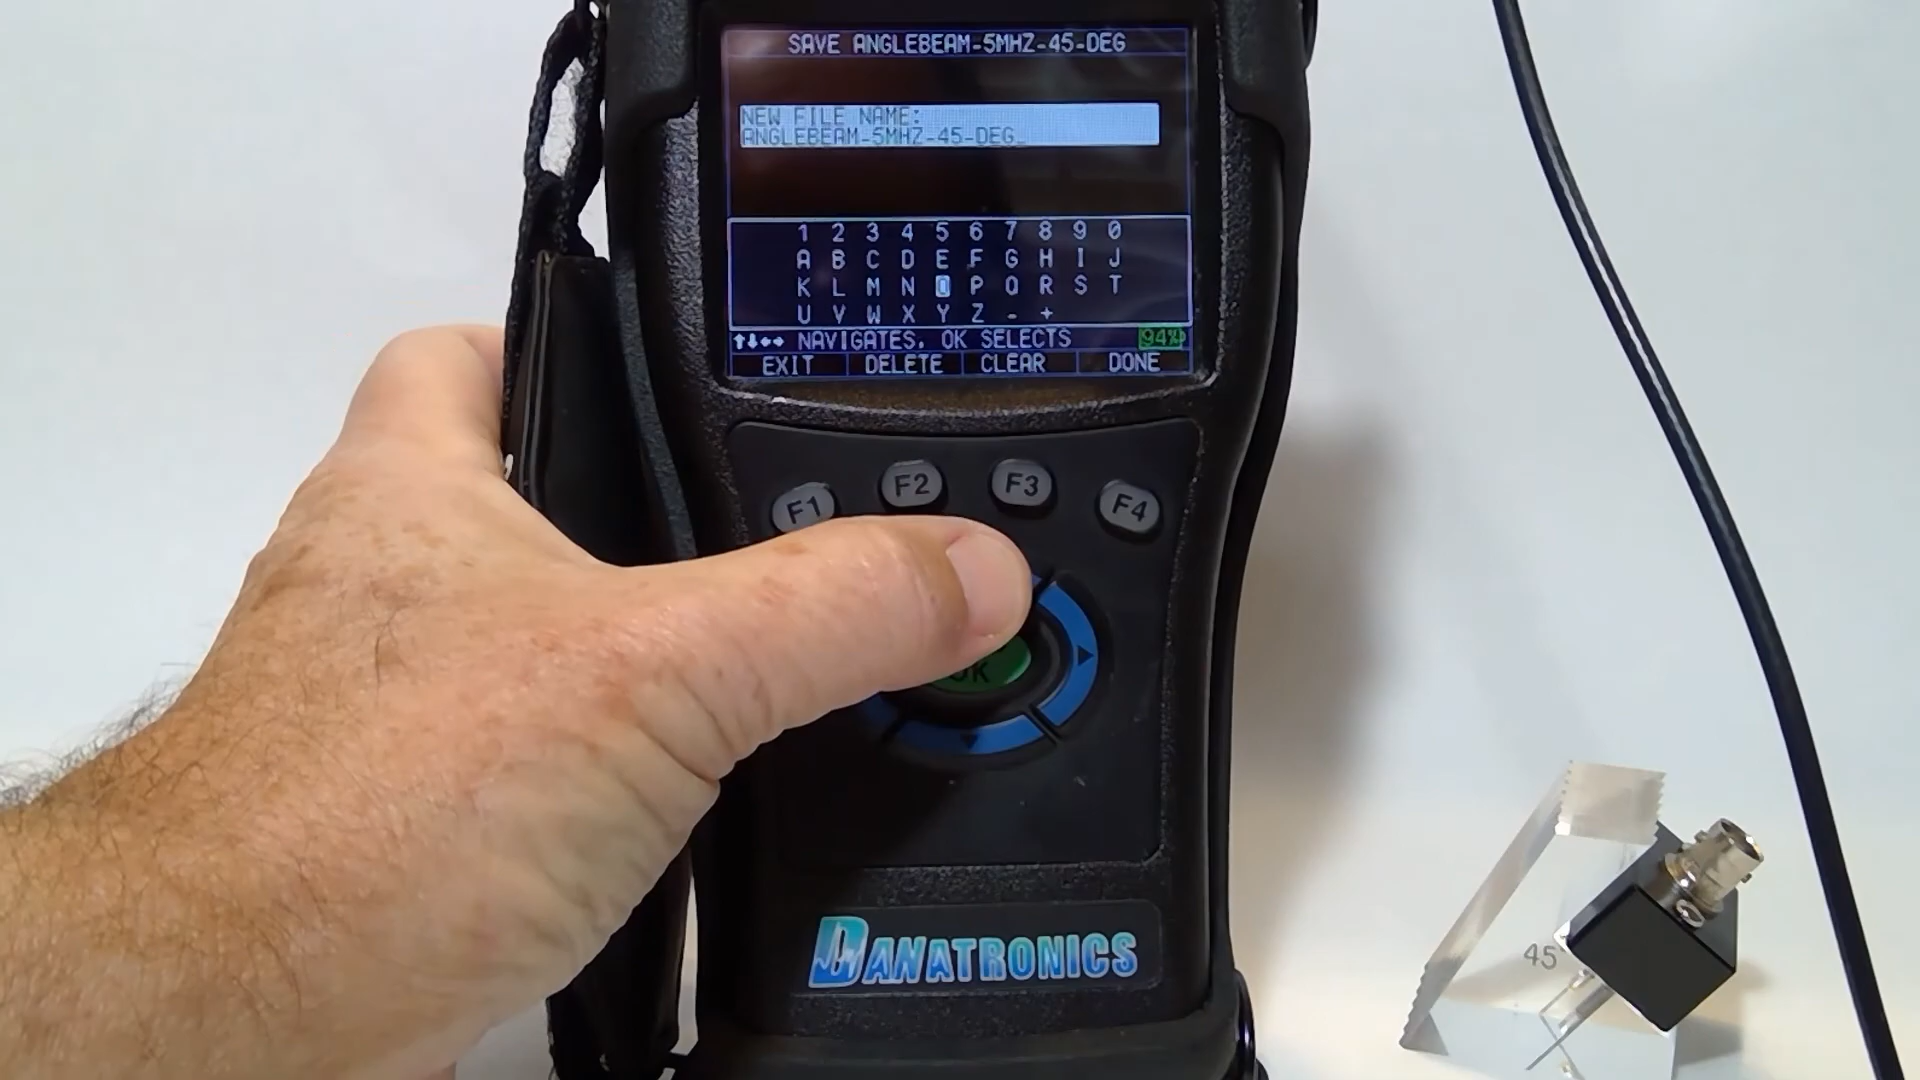 SAVE ANGLEBEAM-5MHZ-45-DEG
NEW FILE NAME:
ANGLEBEAM-5MHZ-45-DEG_
1 2 3 4 5 6 7 8 9 0
A B C D E F G H I J
K L M N O P Q R S T
U V W X Y Z - +
↑↓←→ NAVIGATES, OK SELECTS 94%
EXIT DELETE CLEAR DONE
F1 F2 F3 F4
OK
DANATRONICS
45°